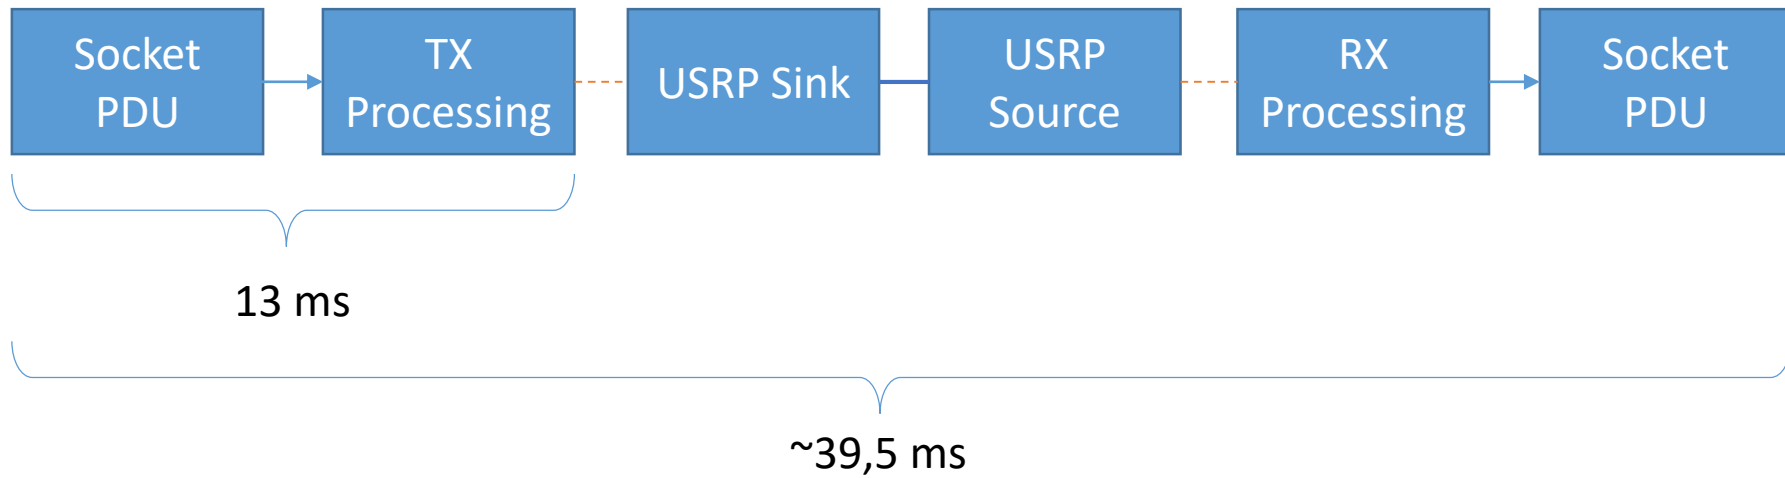 Socket
PDU
TX
Processing
USRP Sink
USRP
Source
RX
Processing
Socket
PDU
13 ms
~39,5 ms